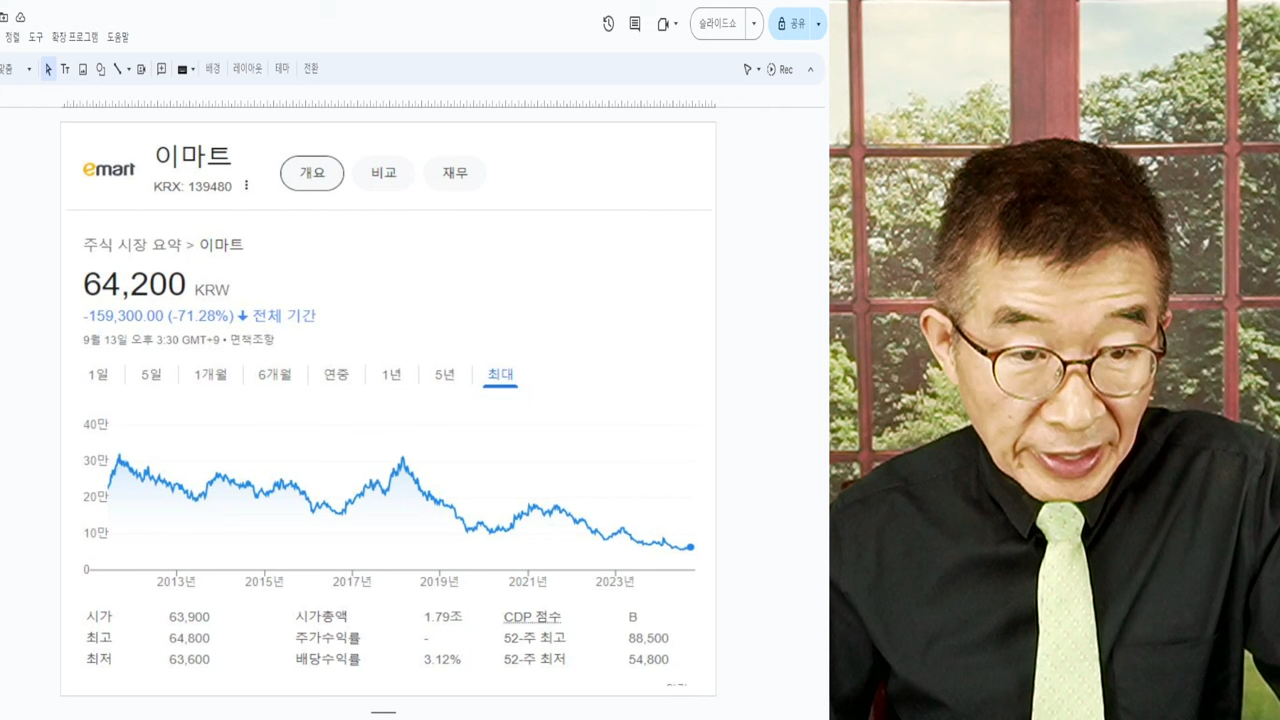 정렬 도구 확장 프로그램 도움말
슬라이드쇼
공유
맞춤
배경 레이아웃 테마 전환
Rec
emart
이마트
KRX: 139480
개요 비교 재무
주식 시장 요약 > 이마트
64,200 KRW
-159,300.00 (-71.28%) 전체 기간
9월 13일 오후 3:30 GMT+9 • 면책조항
1일 5일 1개월 6개월 연중 1년 5년 최대
40만
30만
20만
10만
0
2013년 2015년 2017년 2019년 2021년 2023년
시가 63,900 시가총액 1.79조 CDP 점수 B
최고 64,800 주가수익률 - 52-주 최고 88,500
최저 63,600 배당수익률 3.12% 52-주 최저 54,800